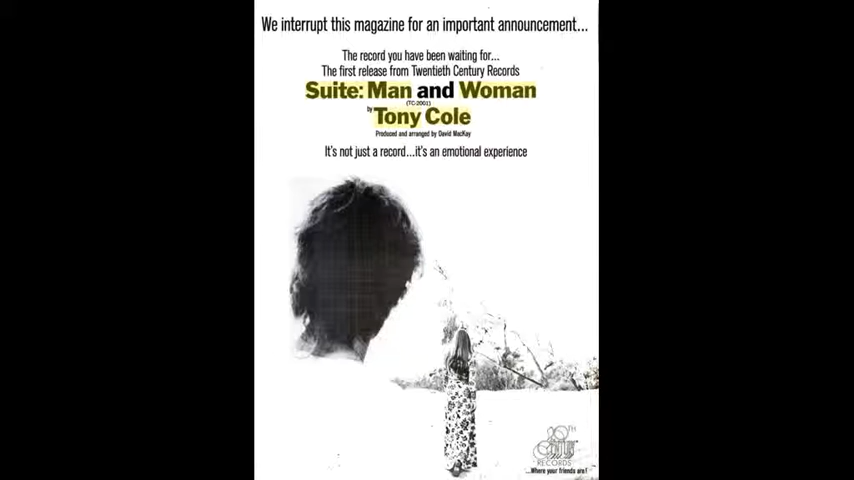 We interrupt this magazine for an important announcement...
The record you have been waiting for...
The first release from Twentieth Century Records
Suite: Man and Woman
(TC-2001)
by Tony Cole
Produced and arranged by David MacKay
It's not just a record...it's an emotional experience
20TH
CENTURY
RECORDS
...Where your friends are!